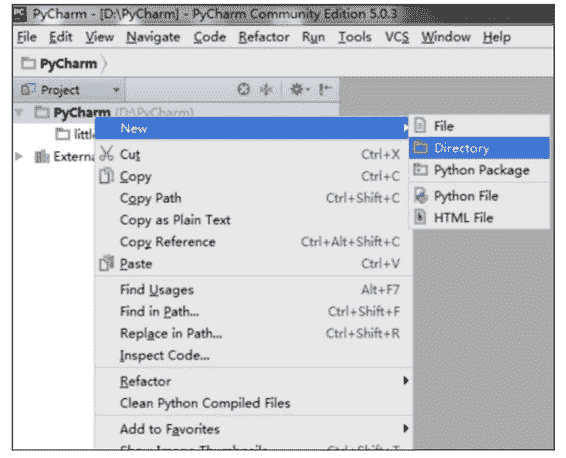 PyCharm - [D:\PyCharm] - PyCharm Community Edition 5.0.3
File Edit View Navigate Code Refactor Run Tools VCS Window Help
PyCharm
Project
PyCharm (D:\PyCharm)
New
File
littl
Directory
Externa
Cut Ctrl+X
Python Package
Copy Ctrl+C
Copy Path Ctrl+Shift+C
Python File
Copy as Plain Text
HTML File
Copy Reference Ctrl+Alt+Shift+C
Paste Ctrl+V
Find Usages Alt+F7
Find in Path... Ctrl+Shift+F
Replace in Path... Ctrl+Shift+R
Inspect Code...
Refactor
Clean Python Compiled Files
Add to Favorites